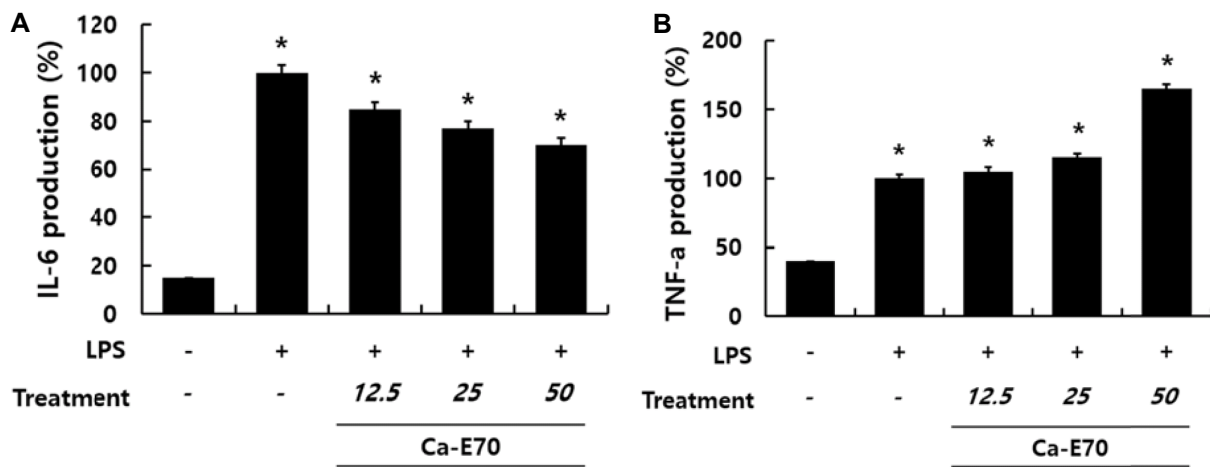 A
IL-6 production (%)
120
100
80
60
40
20
0
LPS - + + + +
Treatment - - 12.5 25 50
Ca-E70
B
TNF-a production (%)
200
150
100
50
0
* * * *
* * * *
LPS - + + + +
Treatment - - 12.5 25 50
Ca-E70